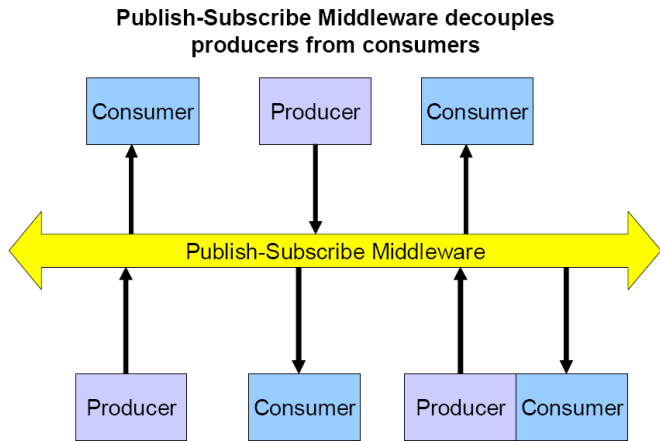 Publish-Subscribe Middleware decouples
producers from consumers
Consumer
Producer
Consumer
Publish-Subscribe Middleware
Producer
Consumer
Producer
Consumer